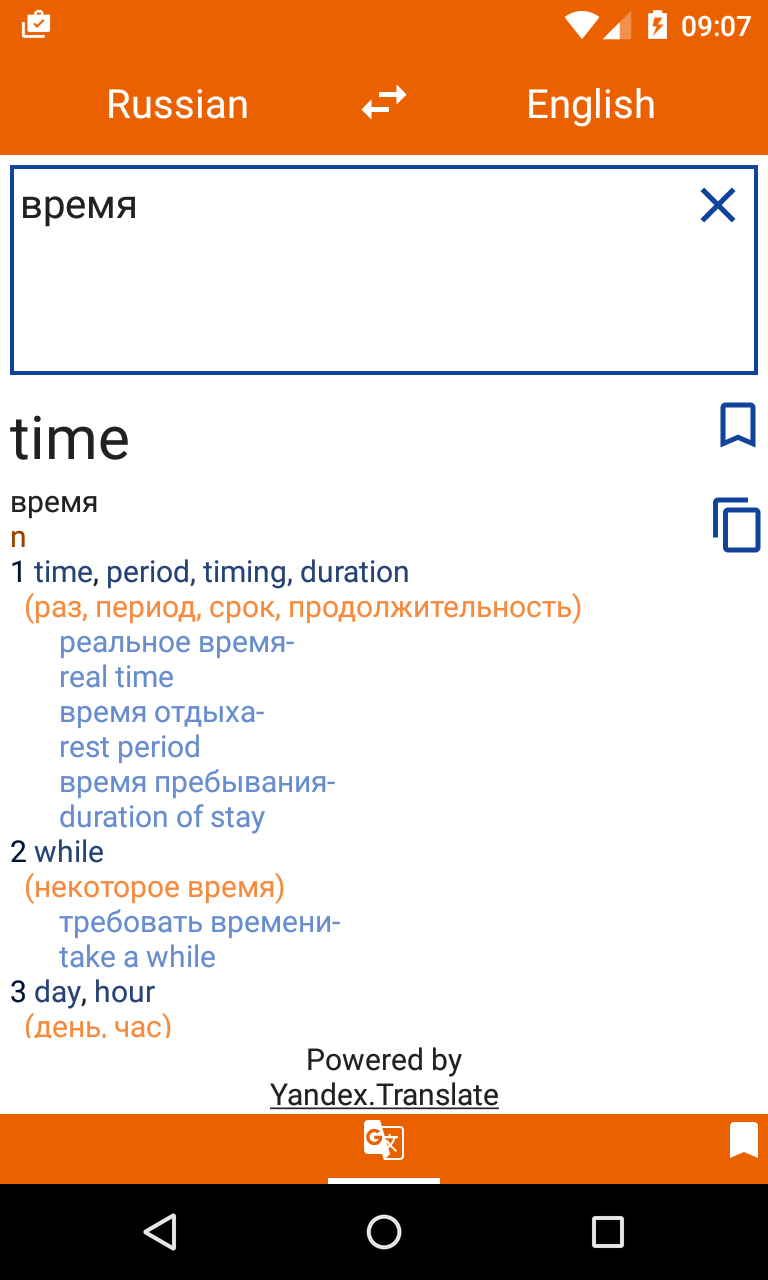 09:07
Russian English
время
time
время
n
1 time, period, timing, duration
(раз, период, срок, продолжительность)
реальное время-
real time
время отдыха-
rest period
время пребывания-
duration of stay
2 while
(некоторое время)
требовать времени-
take a while
3 day, hour
(день, час)
Powered by
Yandex.Translate
G 文